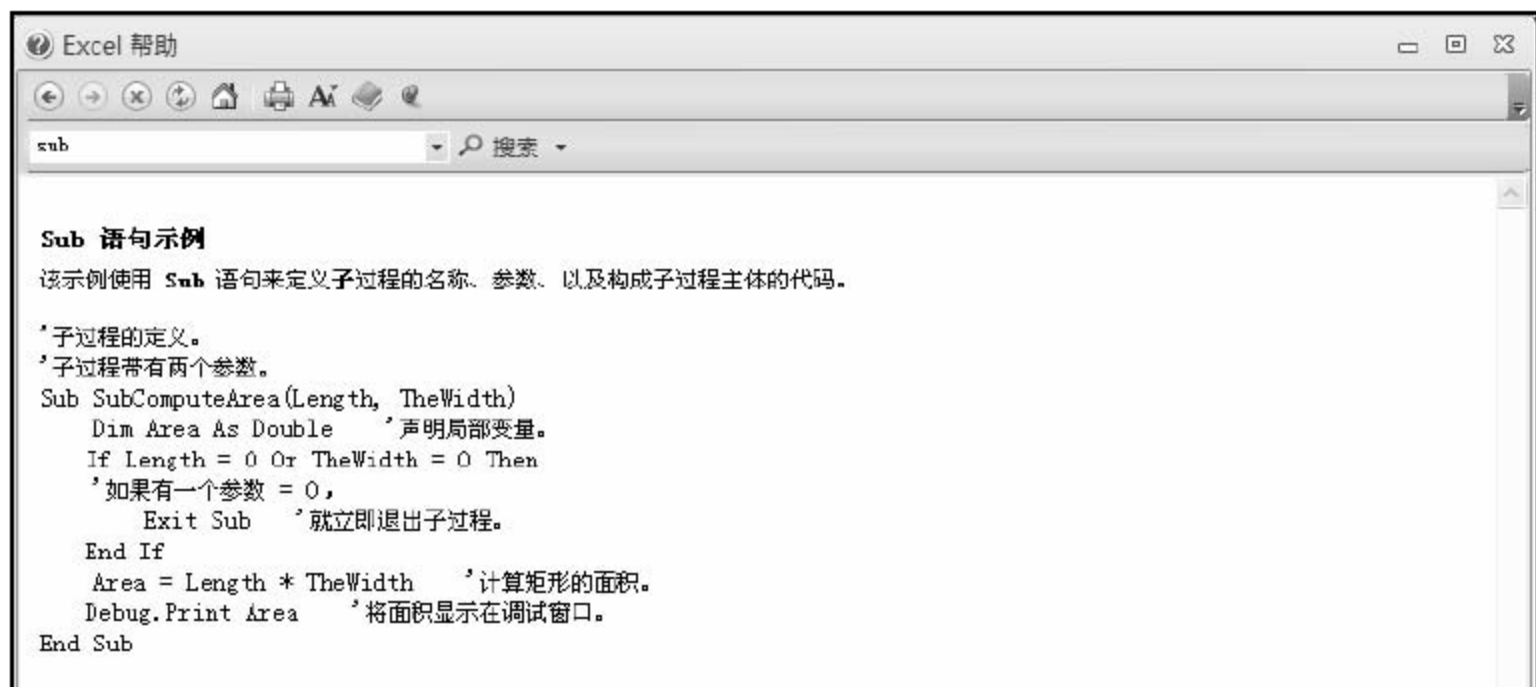 Excel 帮助
sub 搜索
Sub 语句示例
该示例使用 Sub 语句来定义子过程的名称、参数、以及构成子过程主体的代码。
'子过程的定义。
'子过程带有两个参数。
Sub SubComputeArea(Length, TheWidth)
Dim Area As Double '声明局部变量。
If Length = 0 Or TheWidth = 0 Then
'如果有一个参数 = 0,
Exit Sub '就立即退出子过程。
End If
Area = Length * TheWidth '计算矩形的面积。
Debug.Print Area '将面积显示在调试窗口。
End Sub